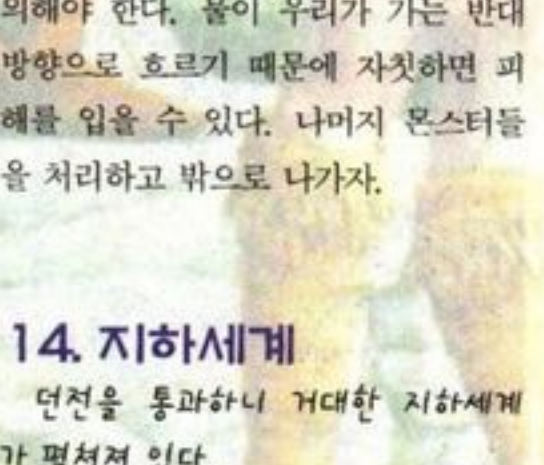 의해야 한다. 물이 우리가 가는 반대
방향으로 흐르기 때문에 자칫하면 피
해를 입을 수 있다. 나머지 몬스터들
을 처리하고 밖으로 나가자.
14. 지하세계
던전을 통과하니 거대한 지하세계
가 펼쳐져 있다